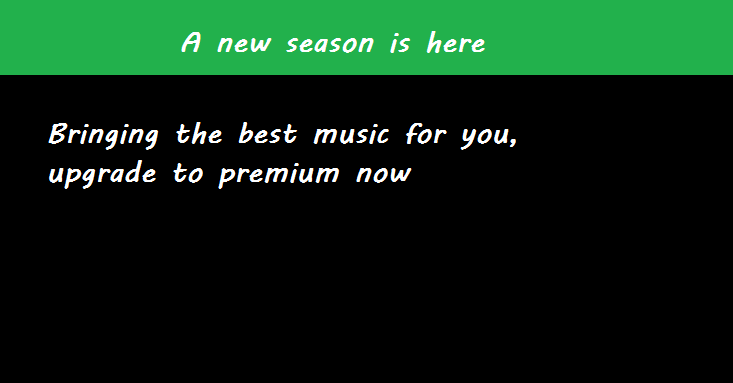 A new season is here
Bringing the best music for you,
upgrade to premium now